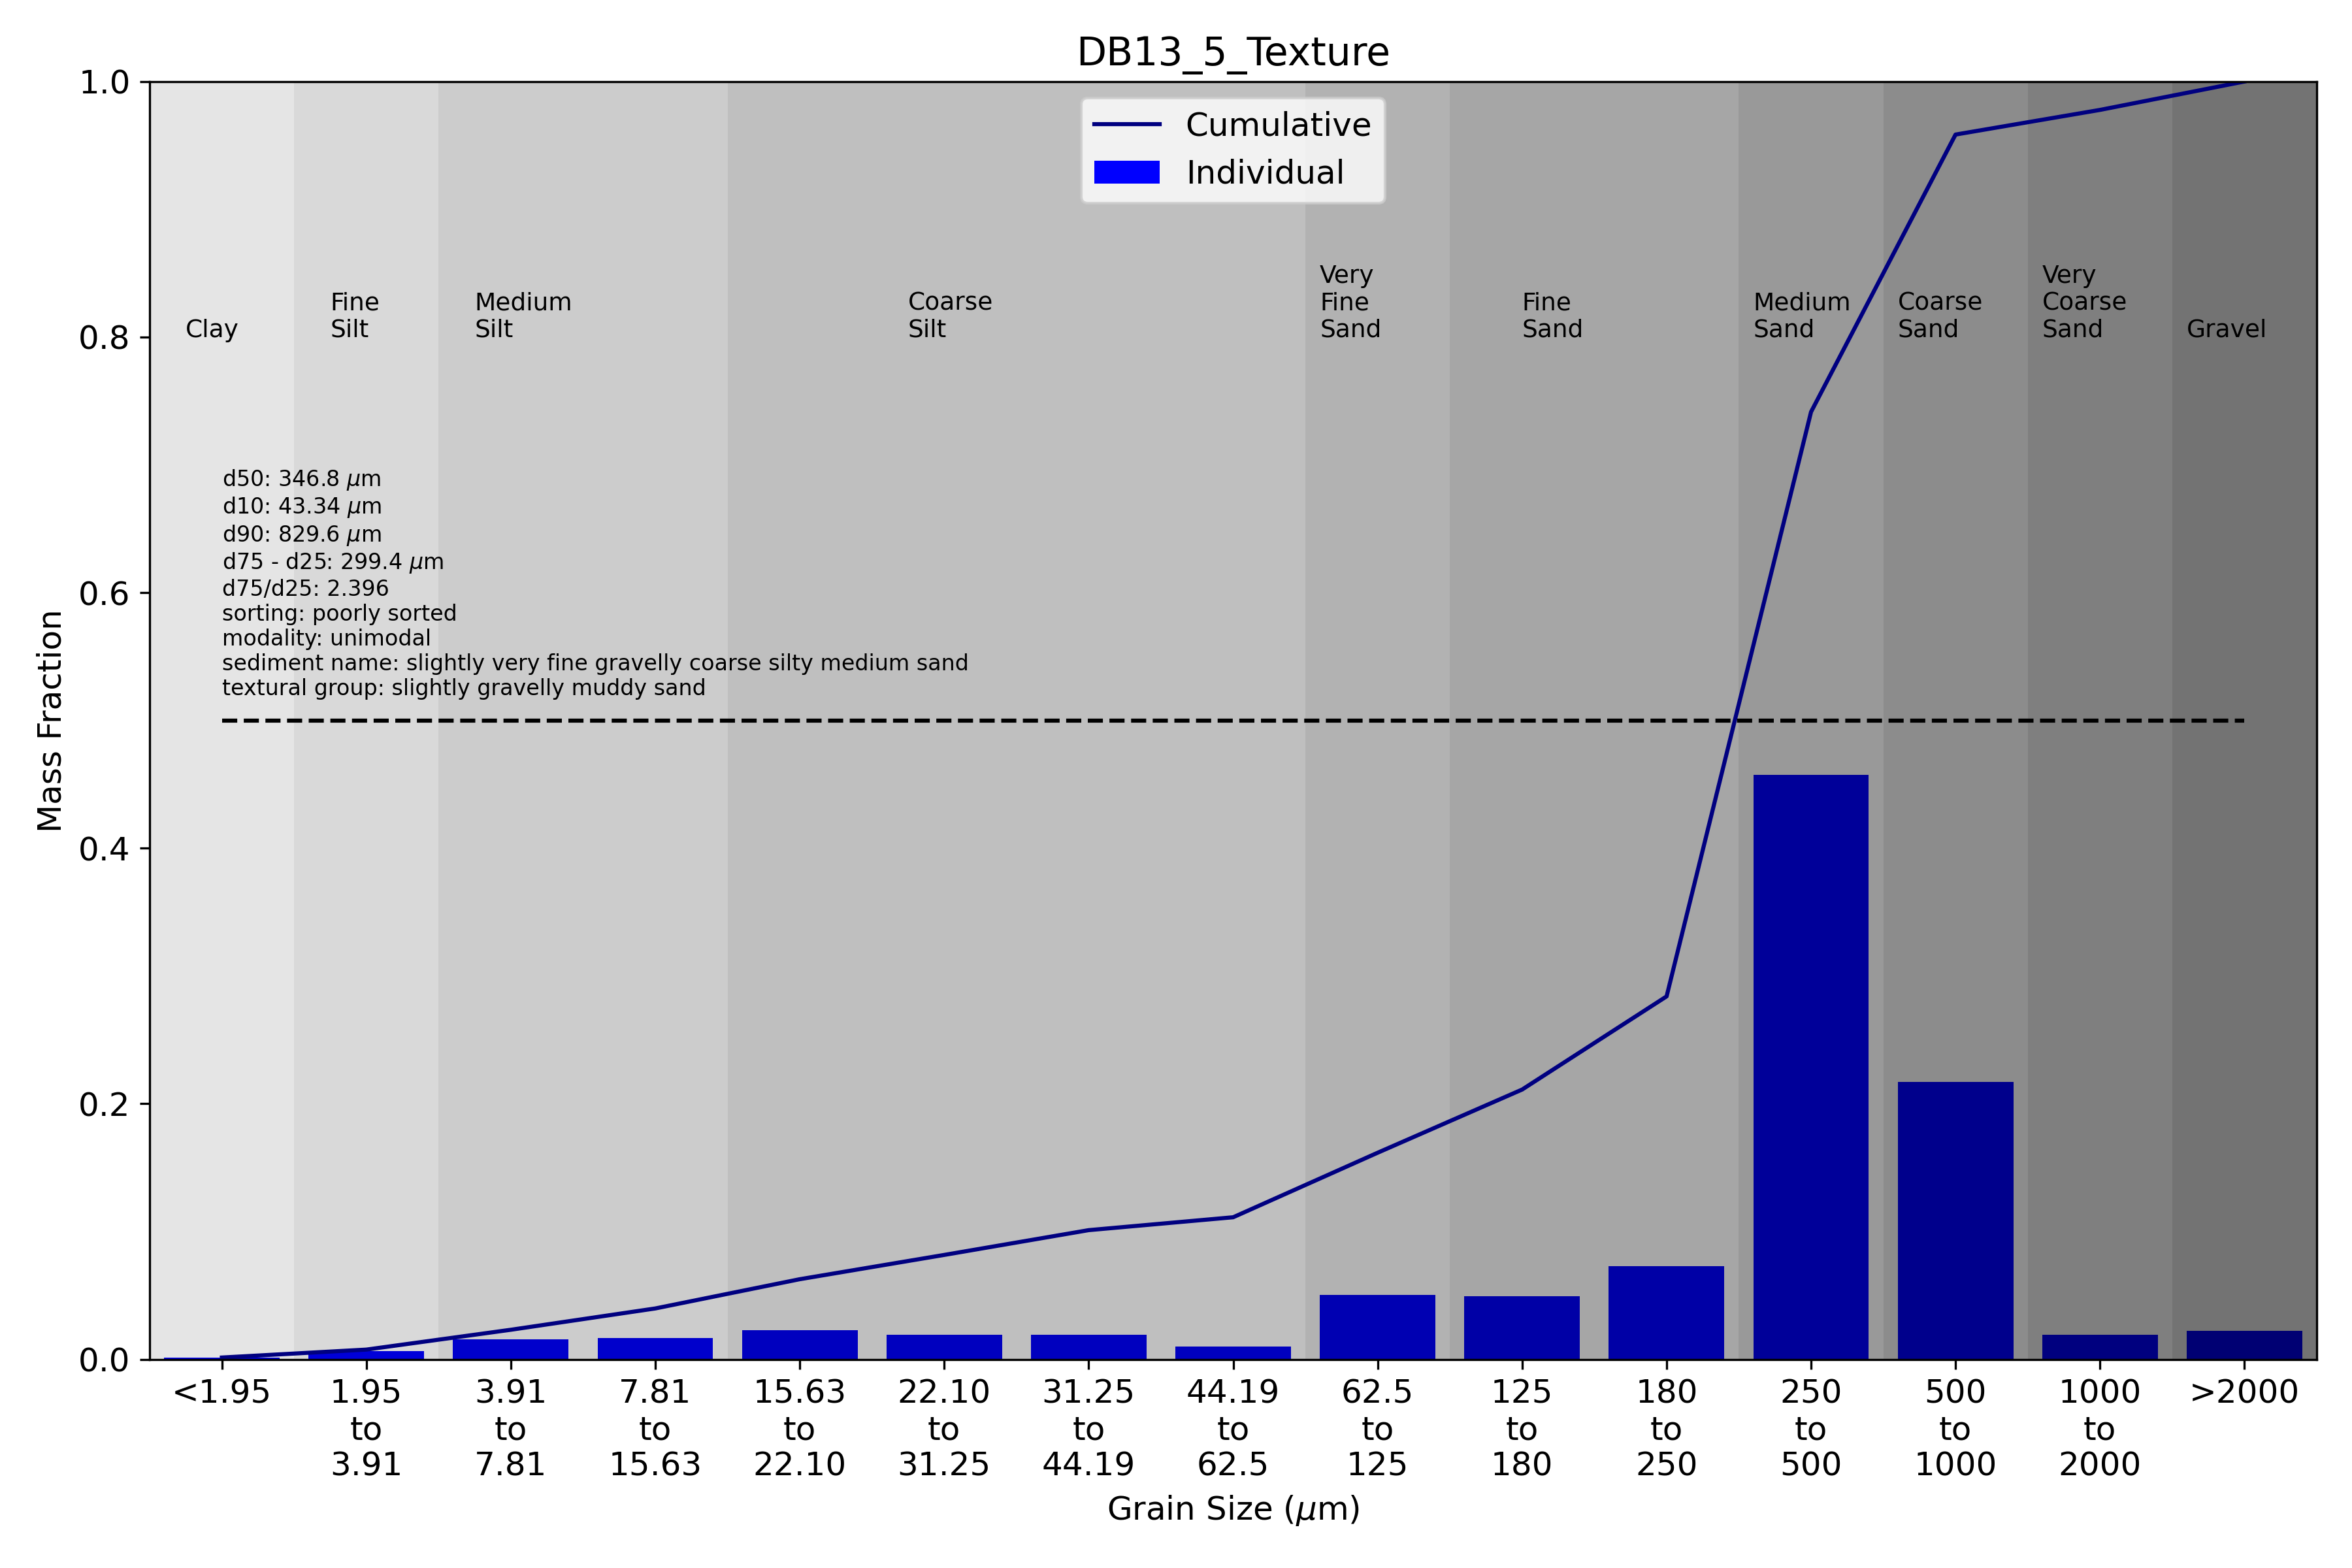 DB13_5_Texture
1.0
0.8
0.6
0.4
0.2
0.0
Mass Fraction
Cumulative
Individual
Clay
Fine
Silt
Medium
Silt
Coarse
Silt
Very
Fine
Sand
Fine
Sand
Medium
Sand
Coarse
Sand
Very
Coarse
Sand
Gravel
d50: 346.8 μm
d10: 43.34 μm
d90: 829.6 μm
d75 - d25: 299.4 μm
d75/d25: 2.396
sorting: poorly sorted
modality: unimodal
sediment name: slightly very fine gravelly coarse silty medium sand
textural group: slightly gravelly muddy sand
<1.95
1.95
to
3.91
3.91
to
7.81
7.81
to
15.63
15.63
to
22.10
22.10
to
31.25
31.25
to
44.19
44.19
to
62.5
62.5
to
125
125
to
180
180
to
250
250
to
500
500
to
1000
1000
to
2000
>2000
Grain Size (μm)